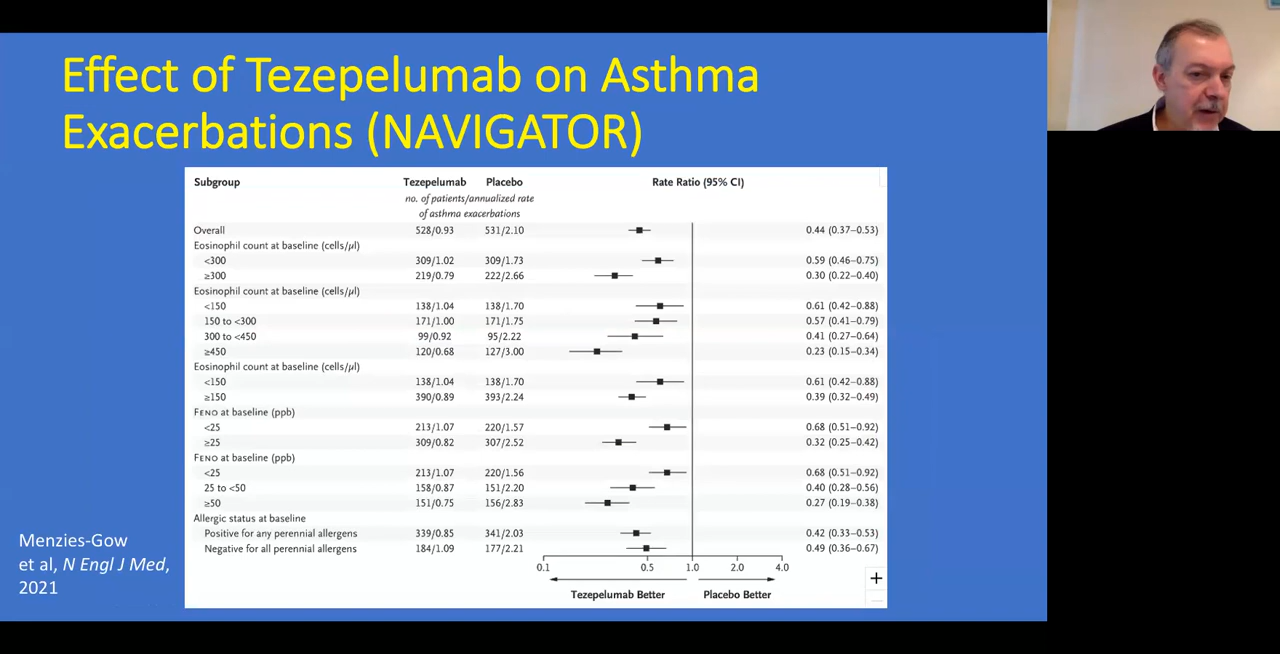 Effect of Tezepelumab on Asthma
Exacerbations (NAVIGATOR)
Subgroup Tezepelumab Placebo Rate Ratio (95% CI)
no. of patients/annualized rate
of asthma exacerbations
Overall 528/0.93 531/2.10 0.44 (0.37–0.53)
Eosinophil count at baseline (cells/μl)
<300 309/1.02 309/1.73 0.59 (0.46–0.75)
≥300 219/0.79 222/2.66 0.30 (0.22–0.40)
Eosinophil count at baseline (cells/μl)
<150 138/1.04 138/1.70 0.61 (0.42–0.88)
150 to <300 171/1.00 171/1.75 0.57 (0.41–0.79)
300 to <450 99/0.92 95/2.22 0.41 (0.27–0.64)
≥450 120/0.68 127/3.00 0.23 (0.15–0.34)
Eosinophil count at baseline (cells/μl)
<150 138/1.04 138/1.70 0.61 (0.42–0.88)
≥150 390/0.89 393/2.24 0.39 (0.32–0.49)
FENO at baseline (ppb)
<25 213/1.07 220/1.57 0.68 (0.51–0.92)
≥25 309/0.82 307/2.52 0.32 (0.25–0.42)
FENO at baseline (ppb)
<25 213/1.07 220/1.56 0.68 (0.51–0.92)
25 to <50 158/0.87 151/2.20 0.40 (0.28–0.56)
≥50 151/0.75 156/2.83 0.27 (0.19–0.38)
Allergic status at baseline
Positive for any perennial allergens 339/0.85 341/2.03 0.42 (0.33–0.53)
Negative for all perennial allergens 184/1.09 177/2.21 0.49 (0.36–0.67)
0.1 0.5 1.0 2.0 4.0
Tezepelumab Better Placebo Better
+
Menzies-Gow
et al, N Engl J Med,
2021